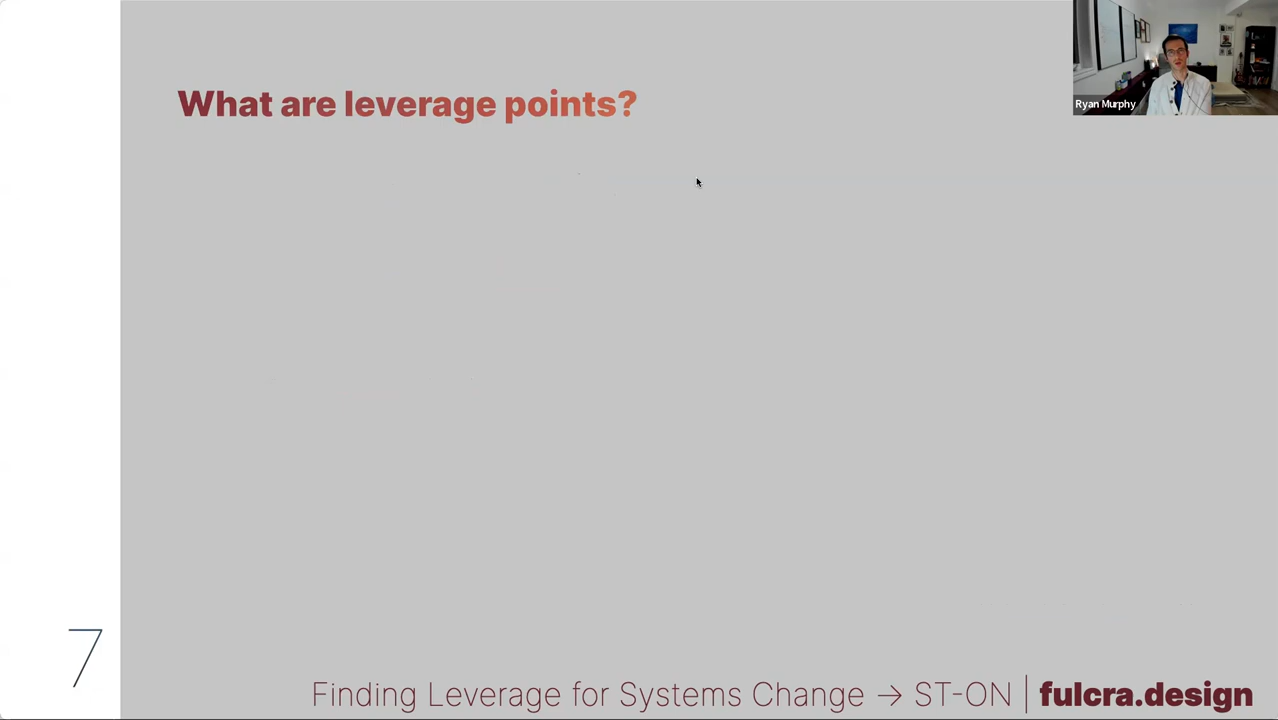 What are leverage points?
Ryan Murphy
7
Finding Leverage for Systems Change → ST-ON | fulcra.design